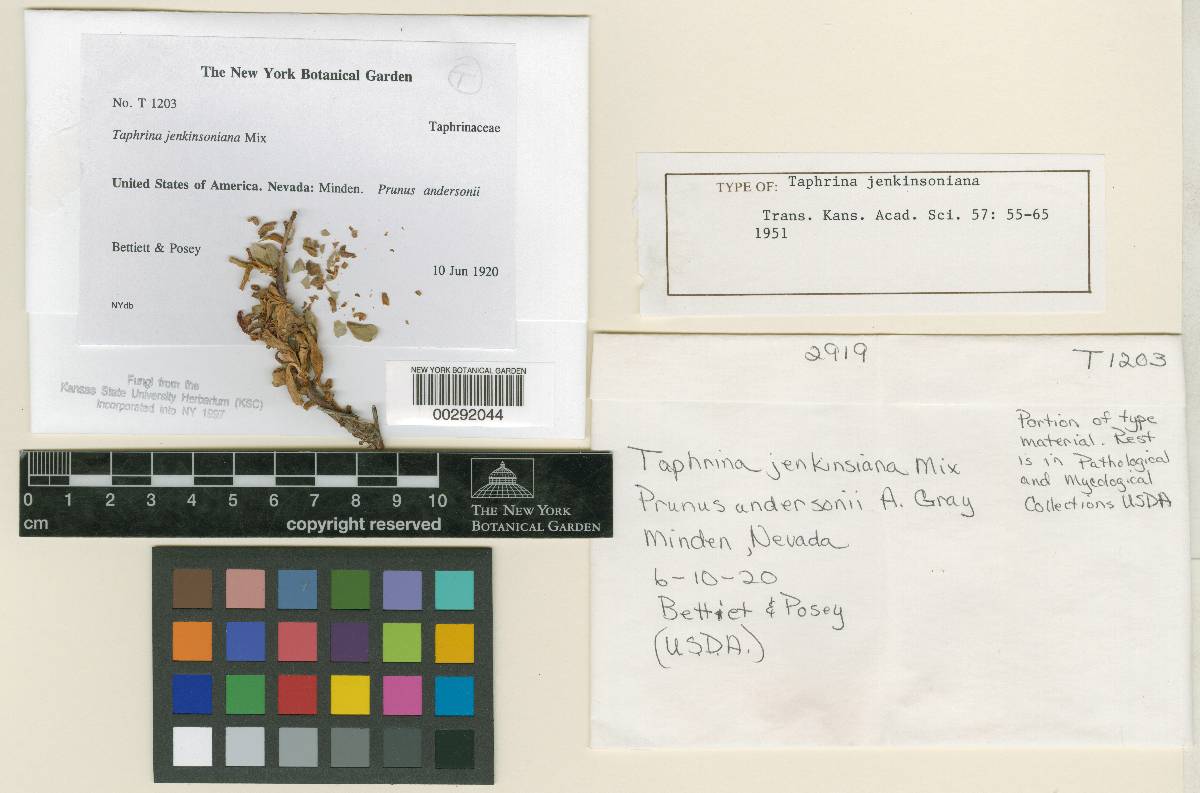 The New York Botanical Garden
T
No. T 1203
Taphrinaceae
Taphrina jenkinsoniana Mix
United States of America. Nevada: Minden. Prunus andersonii
Bettiett & Posey
10 Jun 1920
NYdb
Fungi from the
Kansas State University Herbarium (KSC)
incorporated into NY 1997
NEW YORK BOTANICAL GARDEN
00292044
TYPE OF: Taphrina jenkinsoniana
Trans. Kans. Acad. Sci. 57: 55-65
1951
0 1 2 3 4 5 6 7 8 9 10
cm
copyright reserved
THE NEW YORK
BOTANICAL GARDEN
2919
T 1203
Portion of type
material. Rest
is in Pathological
and Mycological
Collections USDA
Taphrina jenkinsiana Mix
Prunus andersonii A. Gray
Minden, Nevada
6-10-20
Bettiet & Posey
(U.S.D.A.)